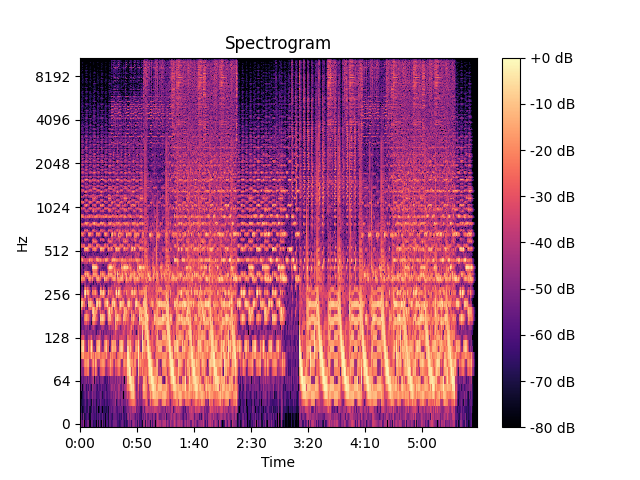 Spectrogram
8192
4096
2048
1024
512
256
128
64
0
Hz
0:00 0:50 1:40 2:30 3:20 4:10 5:00
Time
+0 dB
-10 dB
-20 dB
-30 dB
-40 dB
-50 dB
-60 dB
-70 dB
-80 dB